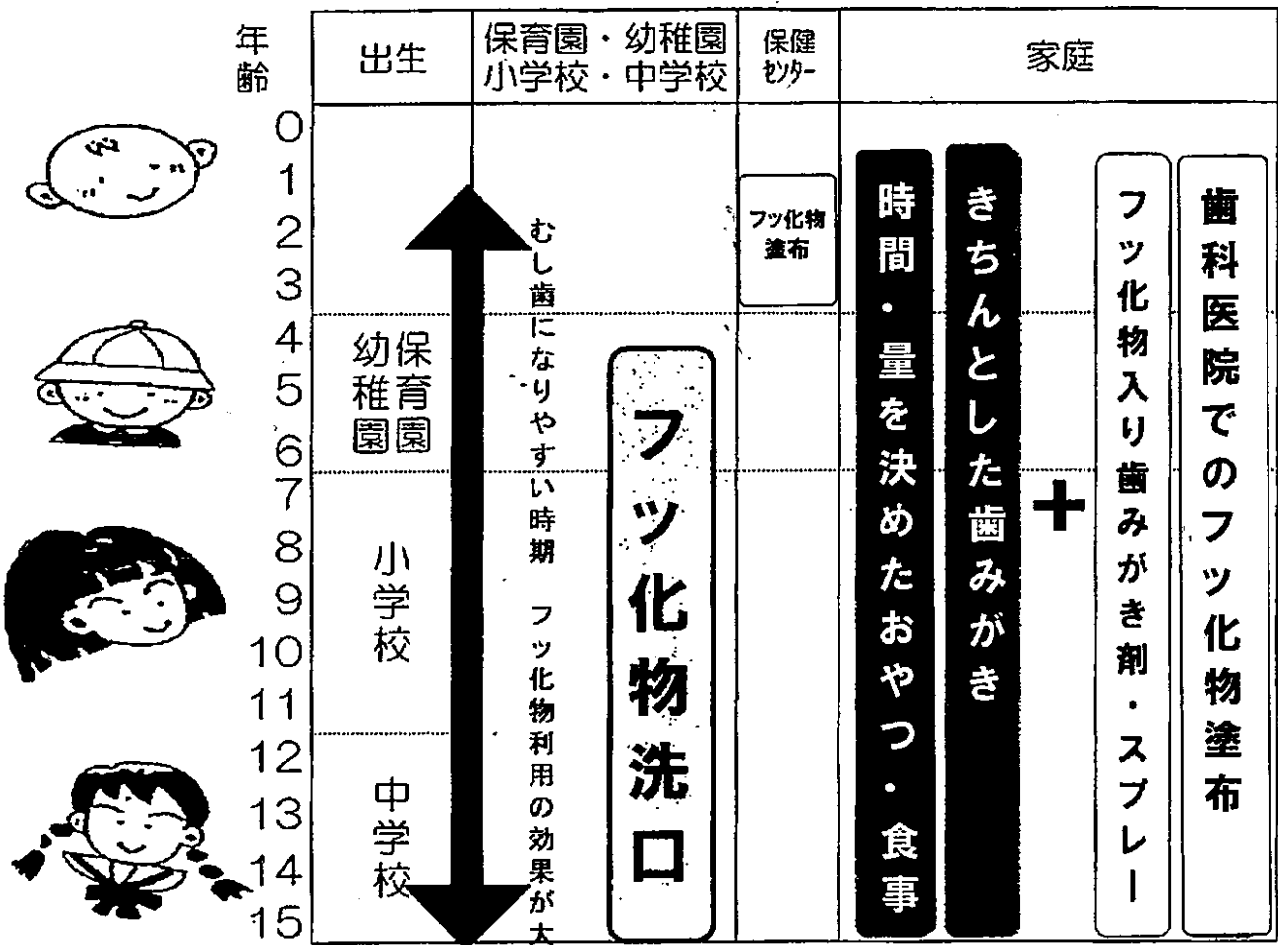 年齢
出生
保育園・幼稚園
小学校・中学校
保健
センター
家庭
0
1
2
3
4
5
6
7
8
9
10
11
12
13
14
15
保育園
幼稚園
小学校
中学校
むし歯になりやすい時期 フッ化物利用の効果が大
フッ化物洗口
フッ化物
塗布
時間・量を決めたおやつ・食事
きちんとした歯みがき
+
フッ化物入り歯みがき剤・スプレー
歯科医院でのフッ化物塗布